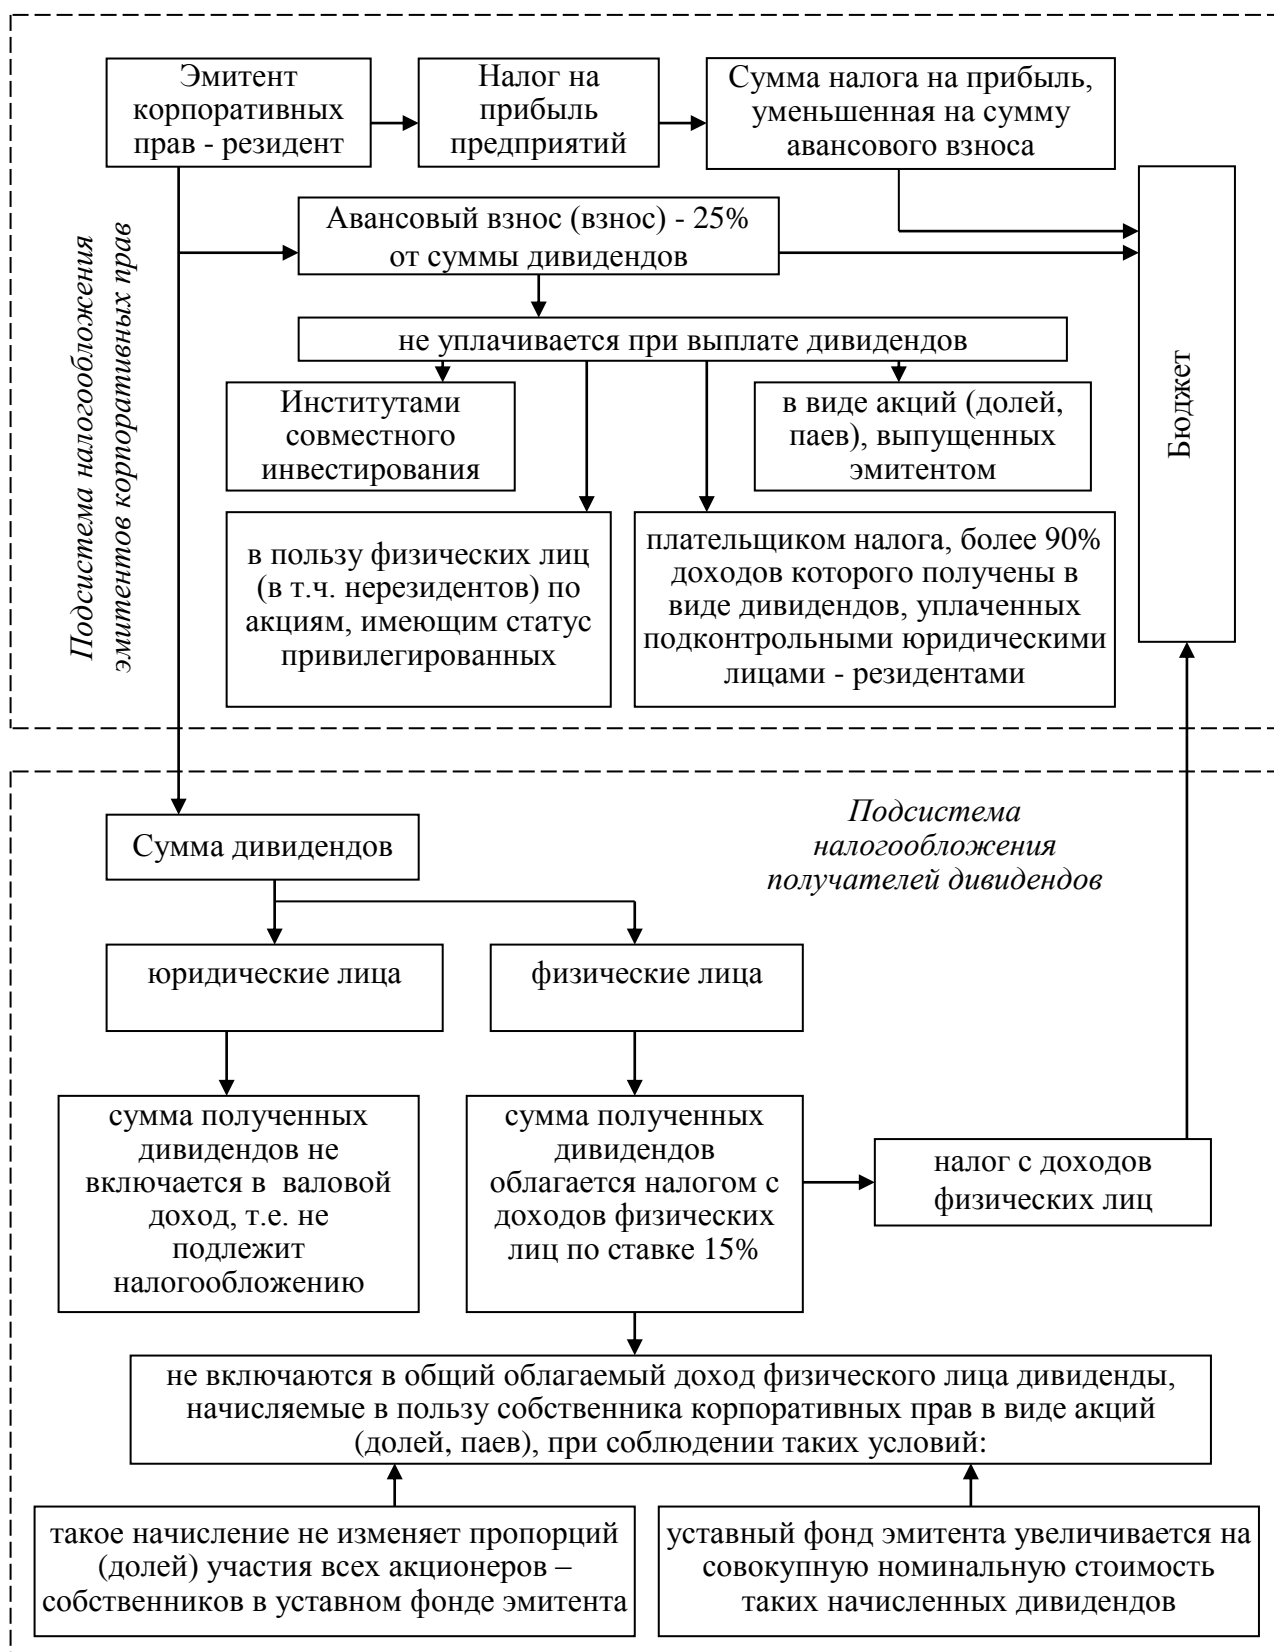 Эмитент
корпоративных
прав - резидент
Налог на
прибыль
предприятий
Сумма налога на прибыль,
уменьшенная на сумму
авансового взноса
Подсистема налогообложения
эмитентов корпоративных прав
Авансовый взнос (взнос) - 25%
от суммы дивидендов
Бюджет
не уплачивается при выплате дивидендов
Институтами
совместного
инвестирования
в виде акций (долей,
паев), выпущенных
эмитентом
в пользу физических лиц
(в т.ч. нерезидентов) по
акциям, имеющим статус
привилегированных
плательщиком налога, более 90%
доходов которого получены в
виде дивидендов, уплаченных
подконтрольными юридическими
лицами - резидентами
Подсистема
налогообложения
получателей дивидендов
Сумма дивидендов
юридические лица
физические лица
сумма полученных
дивидендов не
включается в валовой
доход, т.е. не
подлежит
налогообложению
сумма полученных
дивидендов
облагается налогом с
доходов физических
лиц по ставке 15%
налог с доходов
физических лиц
не включаются в общий облагаемый доход физического лица дивиденды,
начисляемые в пользу собственника корпоративных прав в виде акций
(долей, паев), при соблюдении таких условий:
такое начисление не изменяет пропорций
(долей) участия всех акционеров –
собственников в уставном фонде эмитента
уставный фонд эмитента увеличивается на
совокупную номинальную стоимость
таких начисленных дивидендов